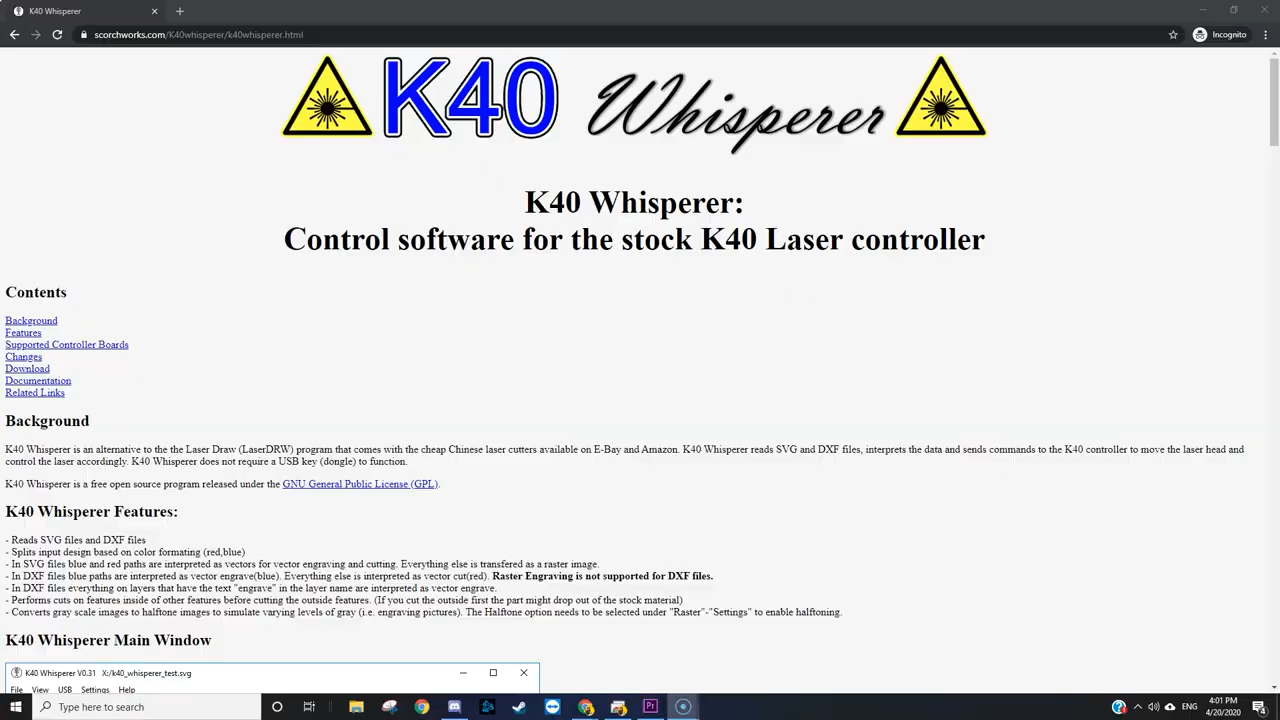 K40 Whisperer
scorchworks.com/K40whisperer/k40whisperer.html
Incognito
K40 Whisperer
K40 Whisperer:
Control software for the stock K40 Laser controller
Contents
Background
Features
Supported Controller Boards
Changes
Download
Documentation
Related Links
Background
K40 Whisperer is an alternative to the the Laser Draw (LaserDRW) program that comes with the cheap Chinese laser cutters available on E-Bay and Amazon. K40 Whisperer reads SVG and DXF files, interprets the data and sends commands to the K40 controller to move the laser head and
control the laser accordingly. K40 Whisperer does not require a USB key (dongle) to function.
K40 Whisperer is a free open source program released under the GNU General Public License (GPL).
K40 Whisperer Features:
- Reads SVG files and DXF files
- Splits input design based on color formating (red,blue)
- In SVG files blue and red paths are interpreted as vectors for vector engraving and cutting. Everything else is transfered as a raster image.
- In DXF files blue paths are interpreted as vector engrave(blue). Everything else is interpreted as vector cut(red). Raster Engraving is not supported for DXF files.
- In DXF files everything on layers that have the text "engrave" in the layer name are interpreted as vector engrave.
- Performs cuts on features inside of other features before cutting the outside features. (If you cut the outside first the part might drop out of the stock material)
- Converts gray scale images to halftone images to simulate varying levels of gray (i.e. engraving pictures). The Halftone option needs to be selected under "Raster"-"Settings" to enable halftoning.
K40 Whisperer Main Window
K40 Whisperer V0.31 X:/k40_whisperer_test.svg
File View USB Settings Help
Type here to search
Pr
ENG
4:01 PM
4/20/2020
4